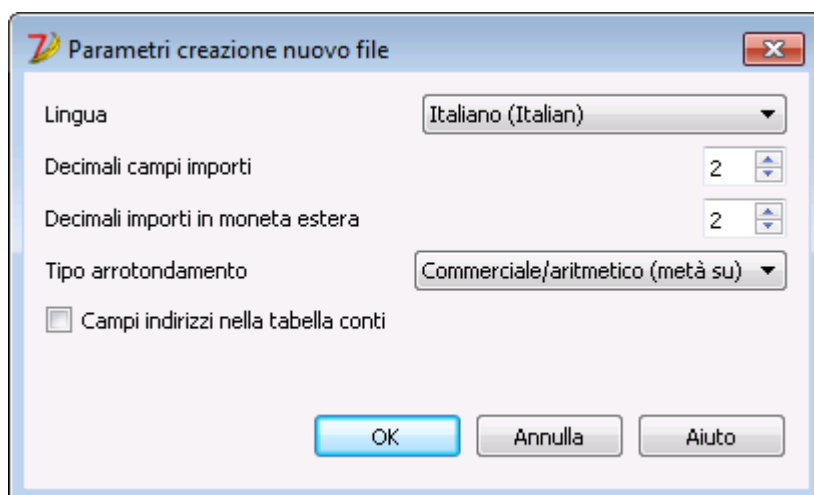 Parametri creazione nuovo file
Lingua Italiano (Italian)
Decimali campi importi 2
Decimali importi in moneta estera 2
Tipo arrotondamento Commerciale/aritmetico (metà su)
Campi indirizzi nella tabella conti
OK Annulla Aiuto